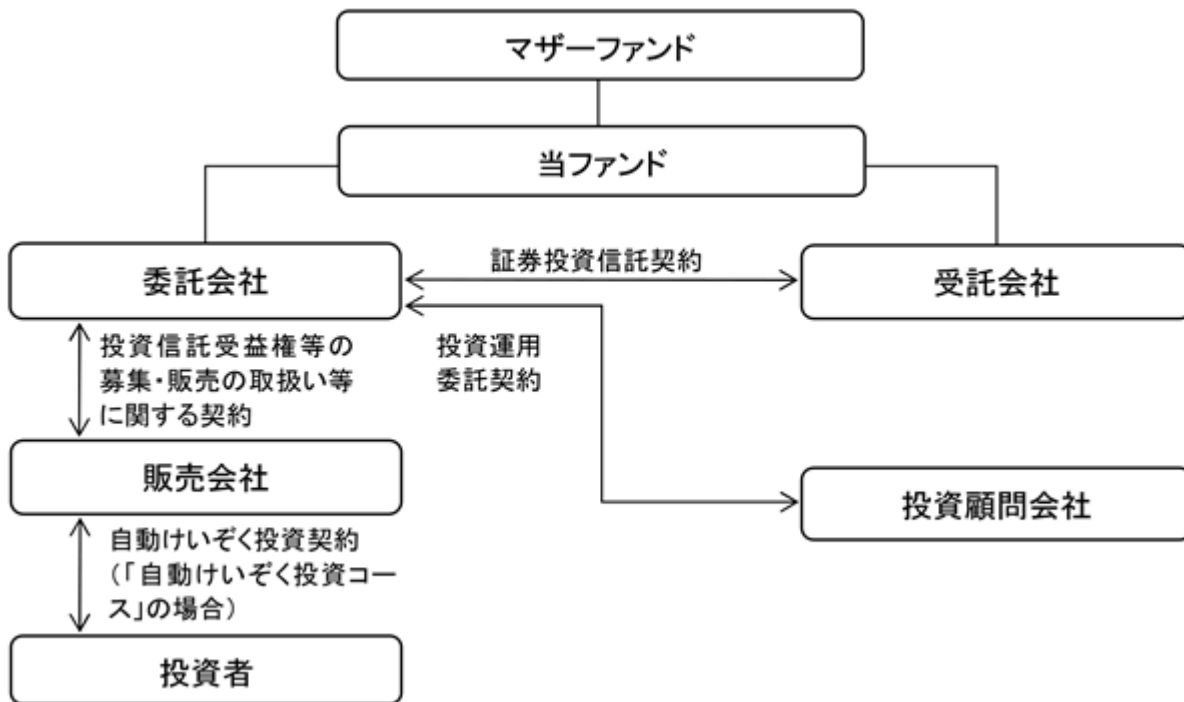 マザーファンド
当ファンド
委託会社
証券投資信託契約
受託会社
投資信託受益権等の
募集・販売の取扱い等
に関する契約
投資運用
委託契約
販売会社
投資顧問会社
自動けいぞく投資契約
(「自動けいぞく投資コー
ス」の場合)
投資者